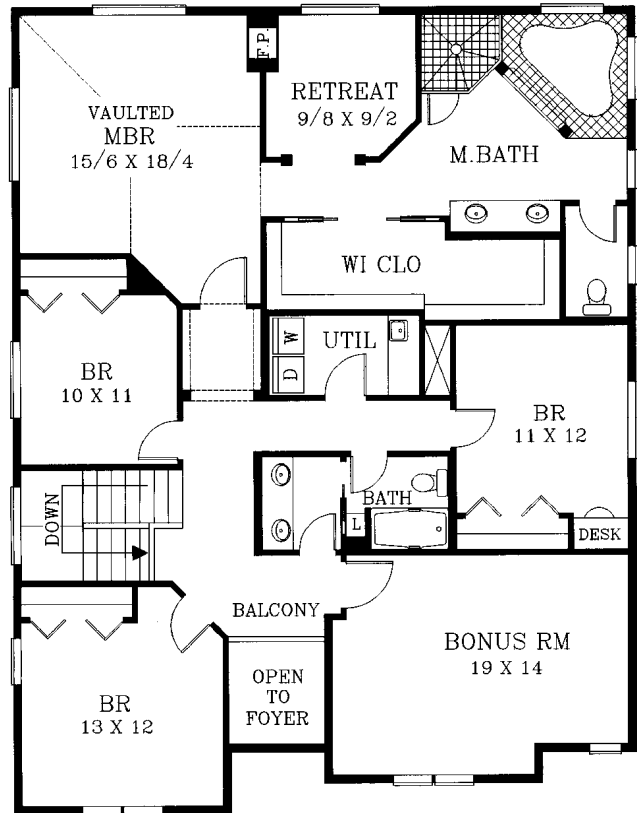 F.P.
RETREAT
9/8 X 9/2
VAULTED
MBR
15/6 X 18/4
M.BATH
WI CLO
W
D
UTIL
BR
10 X 11
BR
11 X 12
DOWN
BATH
L
DESK
BALCONY
BONUS RM
19 X 14
OPEN
TO
FOYER
BR
13 X 12